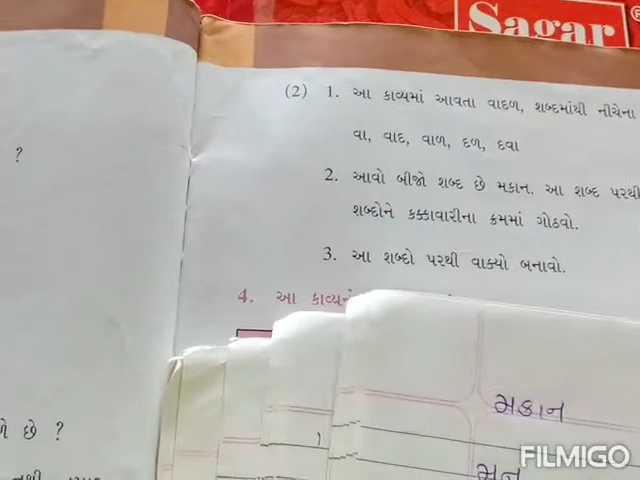 Sagar
(2) 1. આ કાવ્યમાં આવતા વાદળ, શબ્દમાંથી નીચેના
વા, વાદ, વાળ, દળ, દવા
?
2. આવો બીજો શબ્દ છે મકાન. આ શબ્દ પરથી
શબ્દોને કક્કાવારીના ક્રમમાં ગોઠવો.
3. આ શબ્દો પરથી વાક્યો બનાવો.
4. આ
મકાન
છે ?
મન
FILMIGO